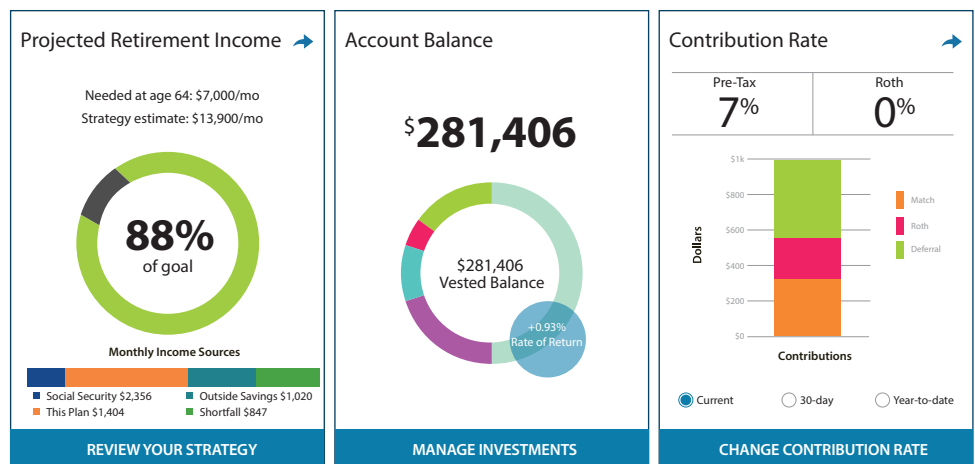 Projected Retirement Income
Needed at age 64: $7,000/mo
Strategy estimate: $13,900/mo
88%
of goal
Monthly Income Sources
Social Security $2,356
Outside Savings $1,020
This Plan $1,404
Shortfall $847
REVIEW YOUR STRATEGY
Account Balance
$281,406
$281,406
Vested Balance
+0.93%
Rate of Return
MANAGE INVESTMENTS
Contribution Rate
Pre-Tax
7%
Roth
0%
$1k
$800
$600
$400
$200
$0
Dollars
Match
Roth
Deferral
Contributions
Current
30-day
Year-to-date
CHANGE CONTRIBUTION RATE